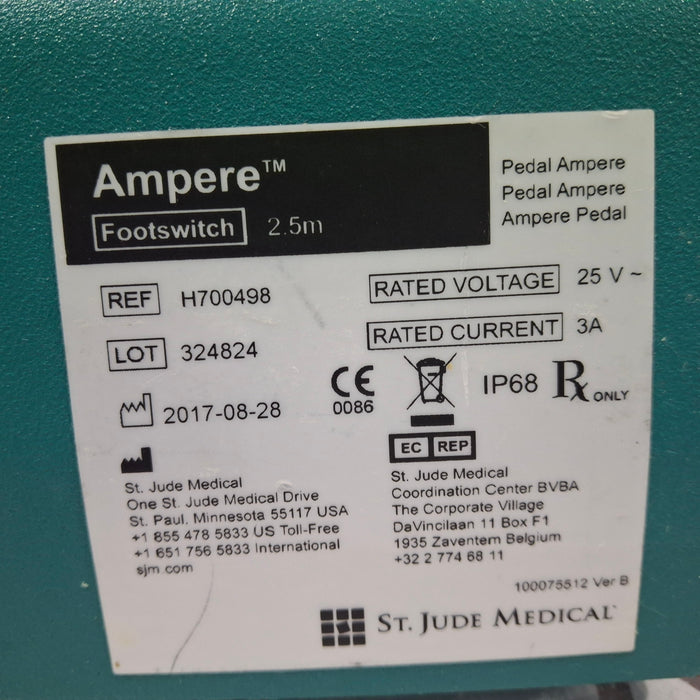 Ampere™
Footswitch 2.5m
Pedal Ampere
Pedal Ampere
Ampere Pedal
REF H700498
RATED VOLTAGE 25 V ~
LOT 324824
RATED CURRENT 3A
2017-08-28
CE
0086
IP68
Rx ONLY
EC REP
St. Jude Medical
One St. Jude Medical Drive
St. Paul, Minnesota 55117 USA
+1 855 478 5833 US Toll-Free
+1 651 756 5833 International
sjm.com
St. Jude Medical
Coordination Center BVBA
The Corporate Village
DaVincilaan 11 Box F1
1935 Zaventem Belgium
+32 2 774 68 11
100075512 Ver B
ST. JUDE MEDICAL